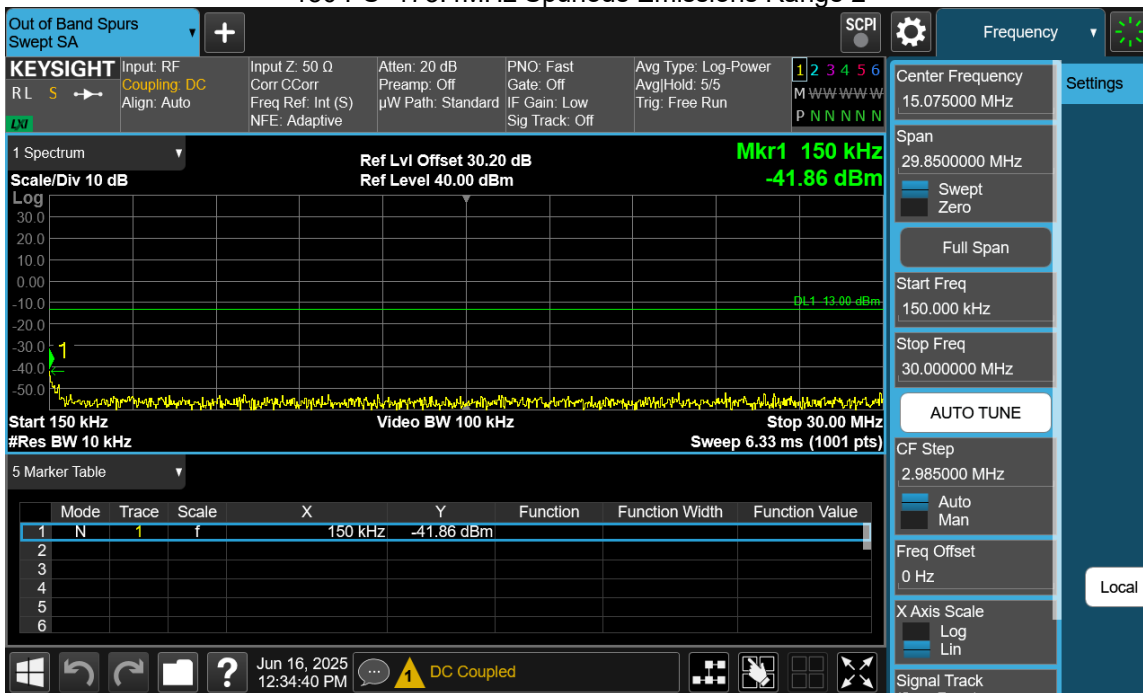 Out of Band Spurs
Swept SA
SCPI
Frequency
KEYSIGHT
RL S
LXI
Input: RF
Coupling: DC
Align: Auto
Input Z: 50 Ω
Corr CCorr
Freq Ref: Int (S)
NFE: Adaptive
Atten: 20 dB
Preamp: Off
µW Path: Standard
PNO: Fast
Gate: Off
IF Gain: Low
Sig Track: Off
Avg Type: Log-Power
Avg|Hold: 5/5
Trig: Free Run
1 2 3 4 5 6
M W W W W W
P N N N N N
1 Spectrum
Scale/Div 10 dB
Ref Lvl Offset 30.20 dB
Ref Level 40.00 dBm
Mkr1 150 kHz
-41.86 dBm
Log
30.0
20.0
10.0
0.00
-10.0
DL1 -13.00 dBm
-20.0
-30.0
1
-40.0
-50.0
Start 150 kHz
Video BW 100 kHz
Stop 30.00 MHz
#Res BW 10 kHz
Sweep 6.33 ms (1001 pts)
5 Marker Table
Mode Trace Scale X Y Function Function Width Function Value
1 N 1 f 150 kHz -41.86 dBm
2
3
4
5
6
Center Frequency
15.075000 MHz
Settings
Span
29.8500000 MHz
Swept
Zero
Full Span
Start Freq
150.000 kHz
Stop Freq
30.000000 MHz
AUTO TUNE
CF Step
2.985000 MHz
Auto
Man
Freq Offset
0 Hz
Local
X Axis Scale
Log
Lin
Signal Track
?
Jun 16, 2025
12:34:40 PM
1
DC Coupled